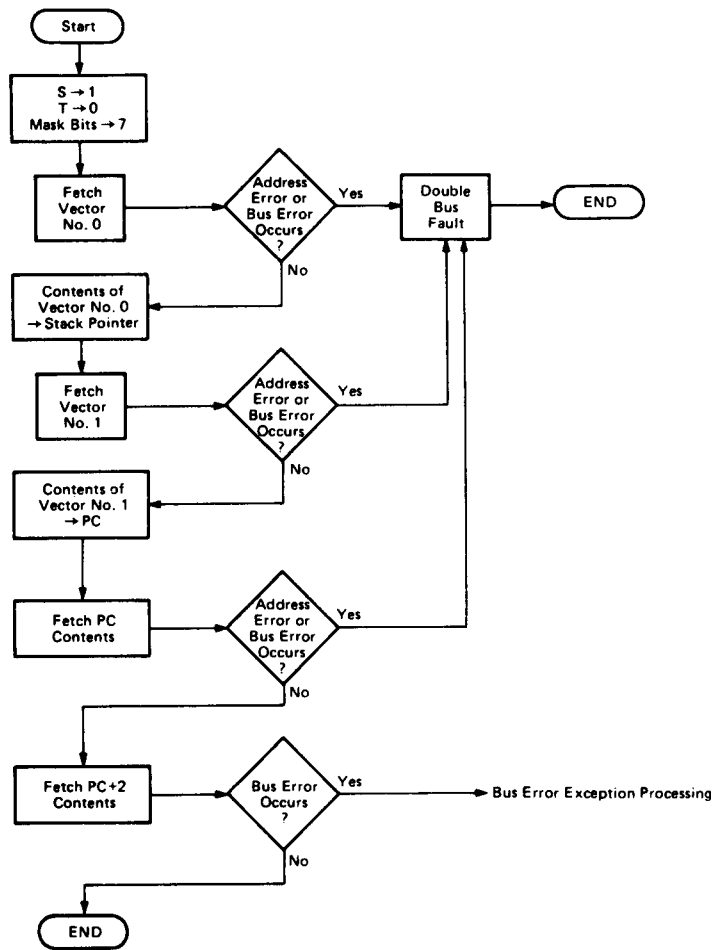 Start
S → 1
T → 0
Mask Bits → 7
Fetch
Vector
No. 0
Address
Error or
Bus Error
Occurs
?
Yes
No
Double
Bus
Fault
END
Contents of
Vector No. 0
→ Stack Pointer
Fetch
Vector
No. 1
Address
Error or
Bus Error
Occurs
?
Yes
No
Contents of
Vector No. 1
→ PC
Fetch PC
Contents
Address
Error or
Bus Error
Occurs
?
Yes
No
Fetch PC+2
Contents
Bus Error
Occurs
?
Yes
No
Bus Error Exception Processing
END